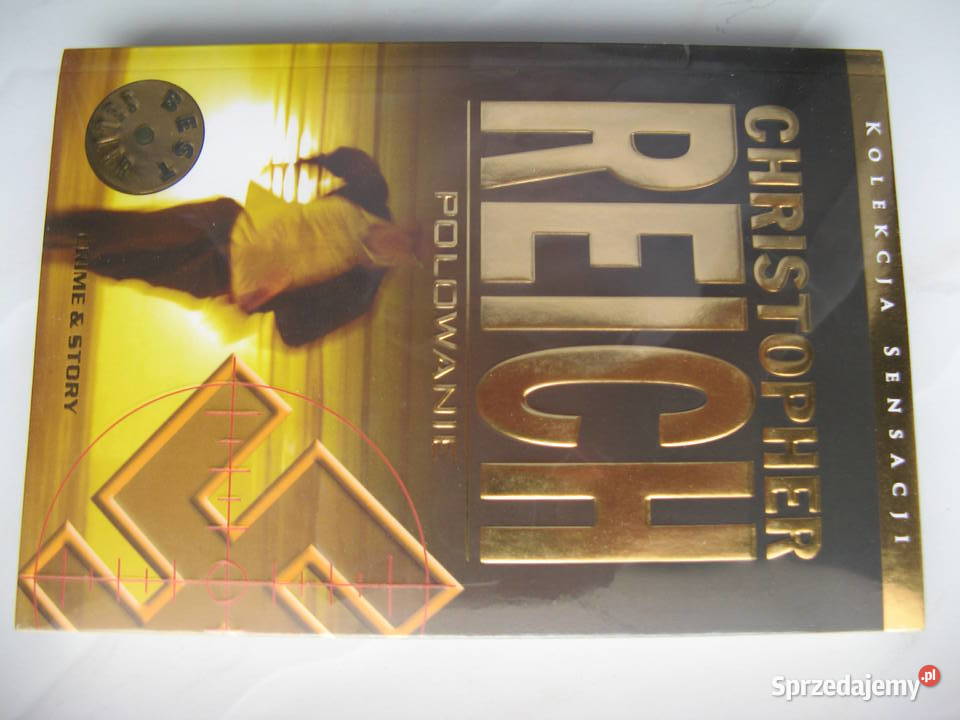 KOLEKCJA SENSACJI
CHRISTOPHER
REICH
POLOWANIE
BEST
CRIME & STORY
Sprzedajemy.pl